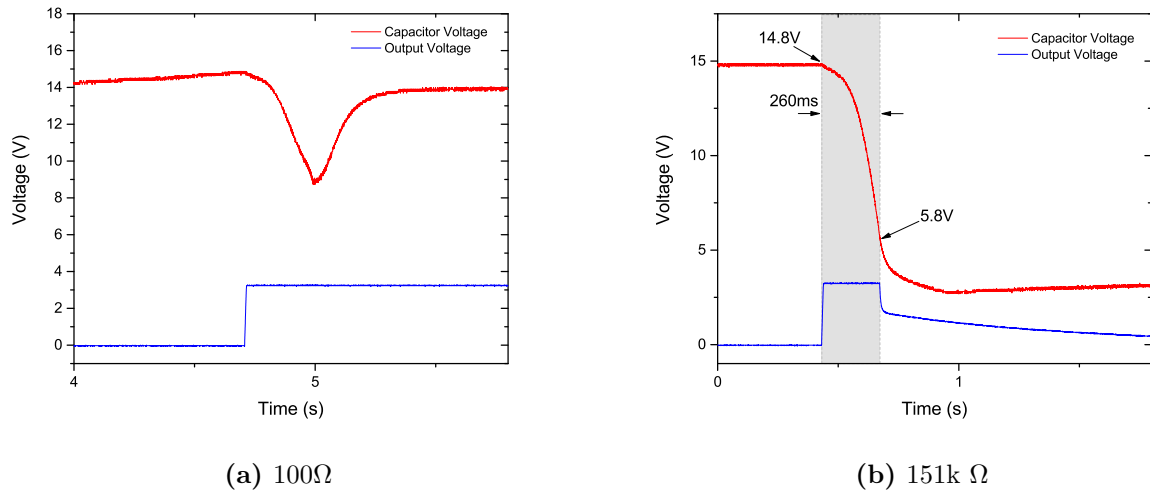 Capacitor Voltage
Output Voltage
Voltage (V)
16
14
12
10
8
6
4
2
0
4
5
Time (s)
(a) 100Ω
Capacitor Voltage
Output Voltage
14.8V
260ms
5.8V
Voltage (V)
15
10
5
0
0
1
Time (s)
(b) 151k Ω